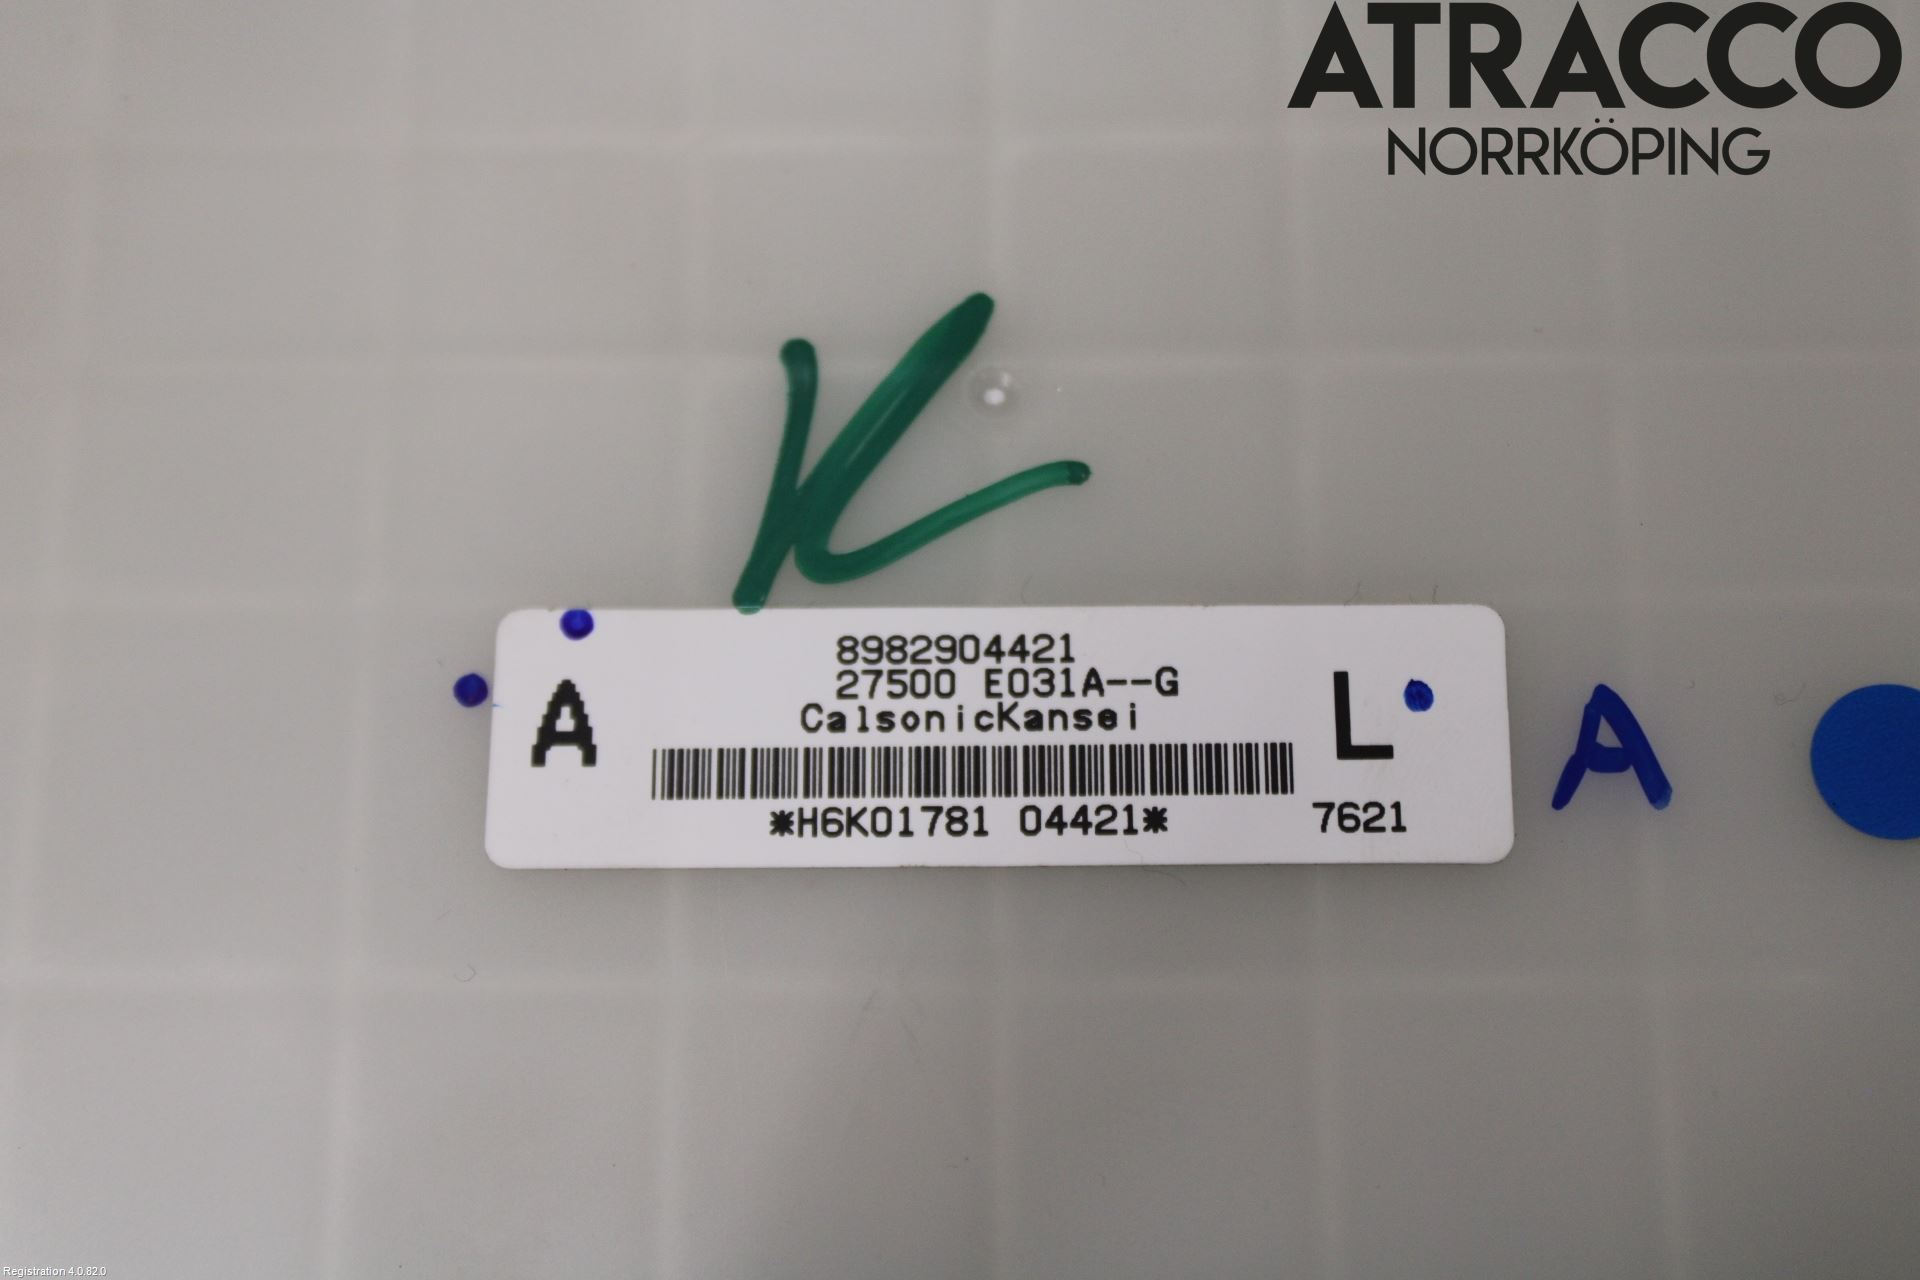 ATRACCO
NORRKÖPING
K
8982904421
27500 E031A--G
CalsonicKansei
A
L
*H6K01781 04421*
7621
A
Registration 4.0.82.0